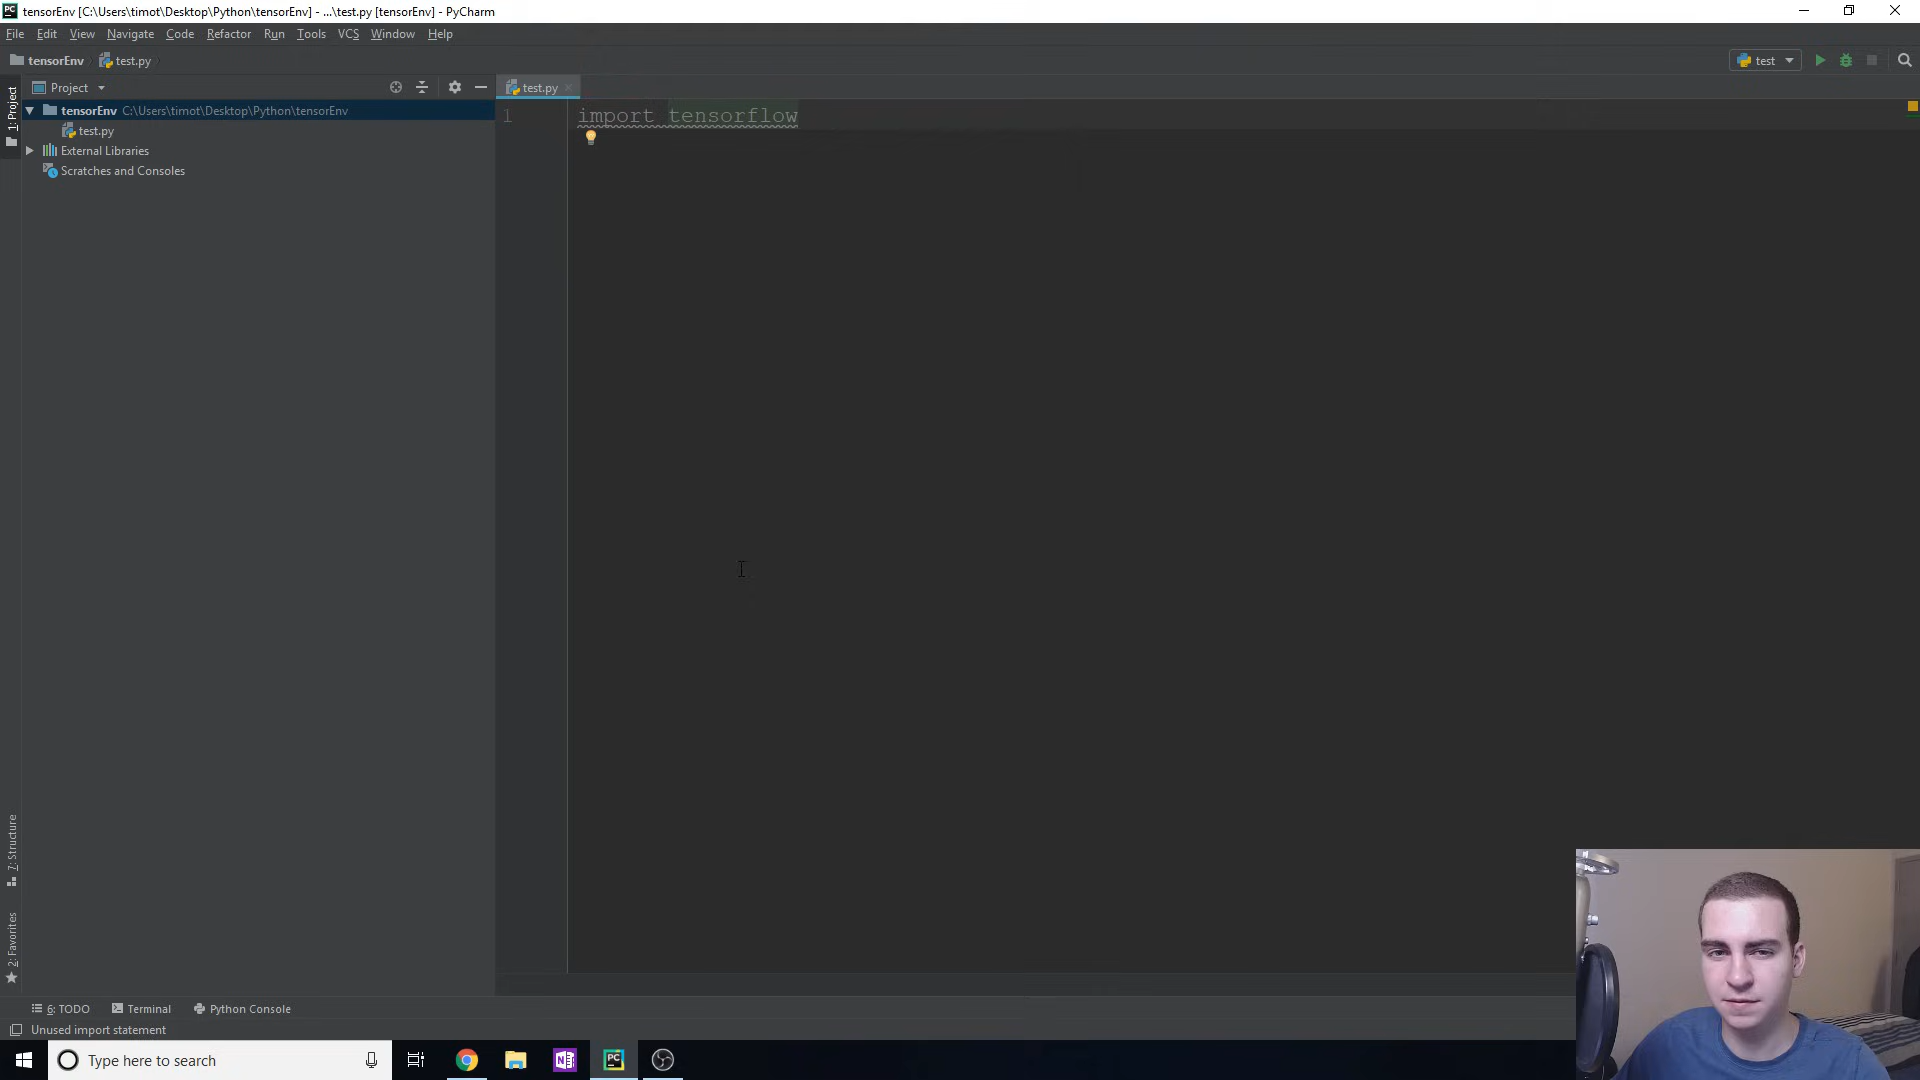 PC tensorEnv [C:\Users\timot\Desktop\Python\tensorEnv] - ...\test.py [tensorEnv] - PyCharm
File Edit View Navigate Code Refactor Run Tools VCS Window Help
tensorEnv test.py test
1: Project
Project test.py
tensorEnv C:\Users\timot\Desktop\Python\tensorEnv
1 import tensorflow
test.py
External Libraries
Scratches and Consoles
7: Structure
2: Favorites
6: TODO Terminal Python Console
Unused import statement
Type here to search N PC